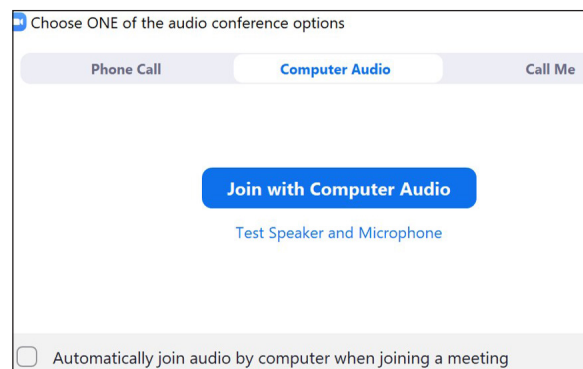 Choose ONE of the audio conference options
Phone Call Computer Audio Call Me
Join with Computer Audio
Test Speaker and Microphone
Automatically join audio by computer when joining a meeting